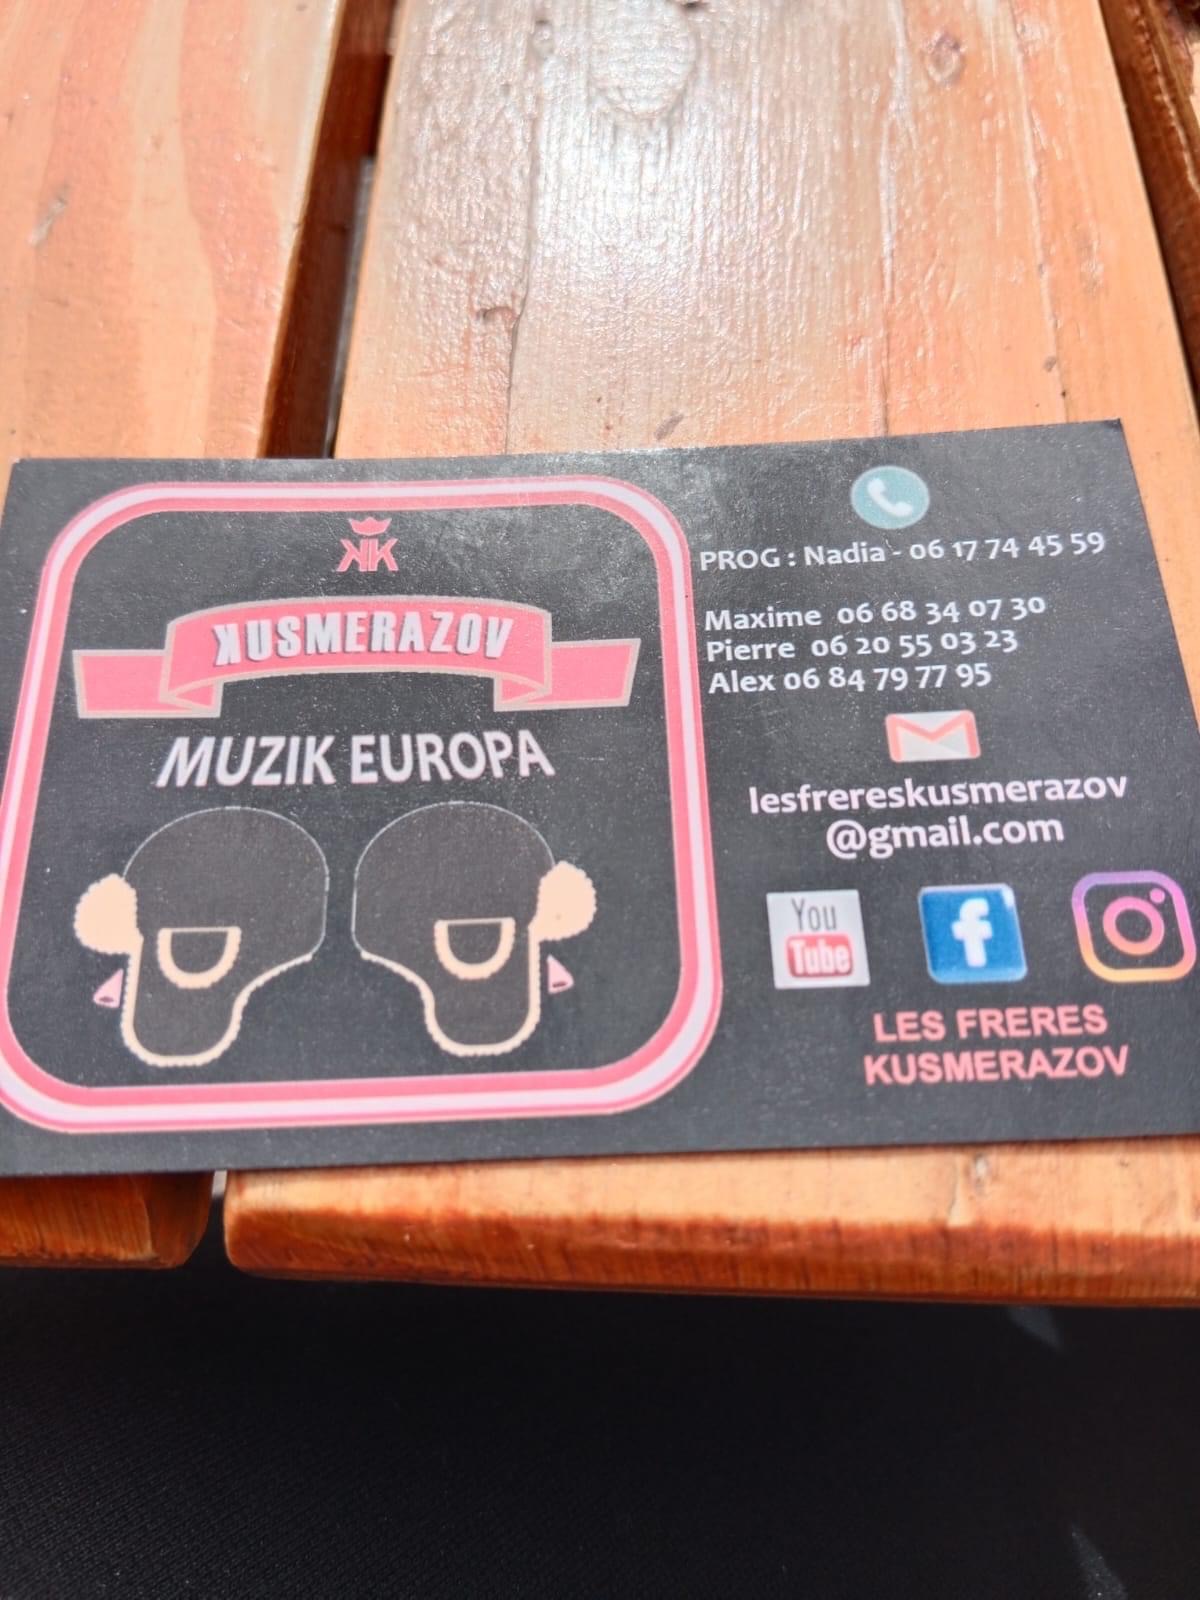 KK
KUSMERAZOV
MUZIK EUROPA
PROG : Nadia - 06 17 74 45 59
Maxime 06 68 34 07 30
Pierre 06 20 55 03 23
Alex 06 84 79 77 95
lesfrereskusmerazov
@gmail.com
You
Tube
f
LES FRERES
KUSMERAZOV